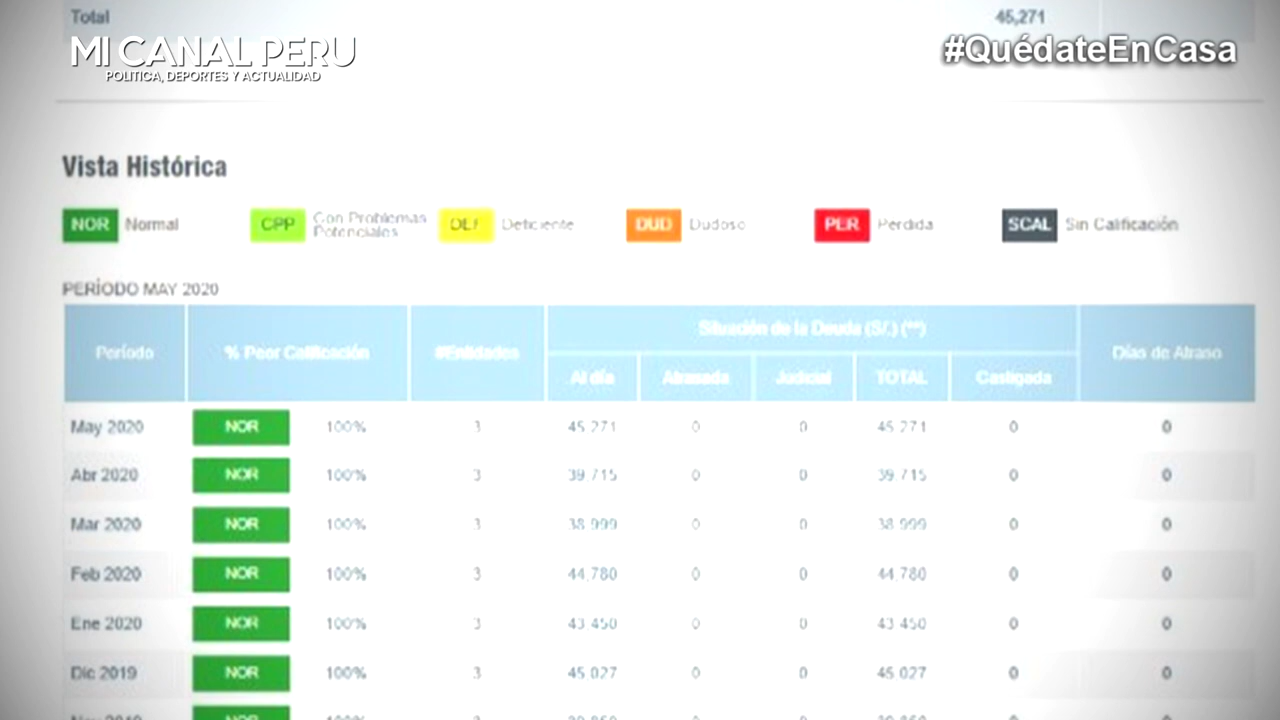 Total 45,271
MI CANAL PERU
POLITICA, DEPORTES Y ACTUALIDAD
#QuédateEnCasa
Vista Histórica
NOR Normal CPP Con Problemas Potenciales DEF Deficiente DUD Dudoso PER Perdida SCAL Sin Calificación
PERÍODO MAY 2020
Período % Peor Calificación #Entidades Situación de la Deuda (S/.) (**) Días de Atraso
Al día Atrasada Judicial TOTAL Castigada
May 2020 NOR 100% 3 45,271 0 0 45,271 0 0
Abr 2020 NOR 100% 3 39,715 0 0 39,715 0 0
Mar 2020 NOR 100% 3 38,999 0 0 38,999 0 0
Feb 2020 NOR 100% 3 44,780 0 0 44,780 0 0
Ene 2020 NOR 100% 3 43,450 0 0 43,450 0 0
Dic 2019 NOR 100% 3 45,027 0 0 45,027 0 0